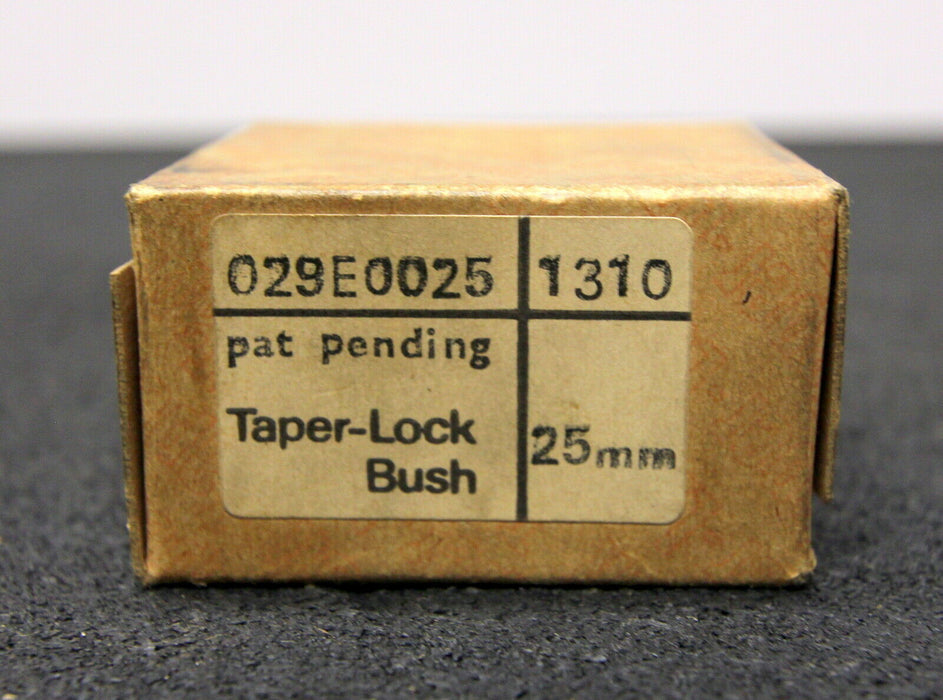 029E0025 1310
pat pending
Taper-Lock
Bush
25mm